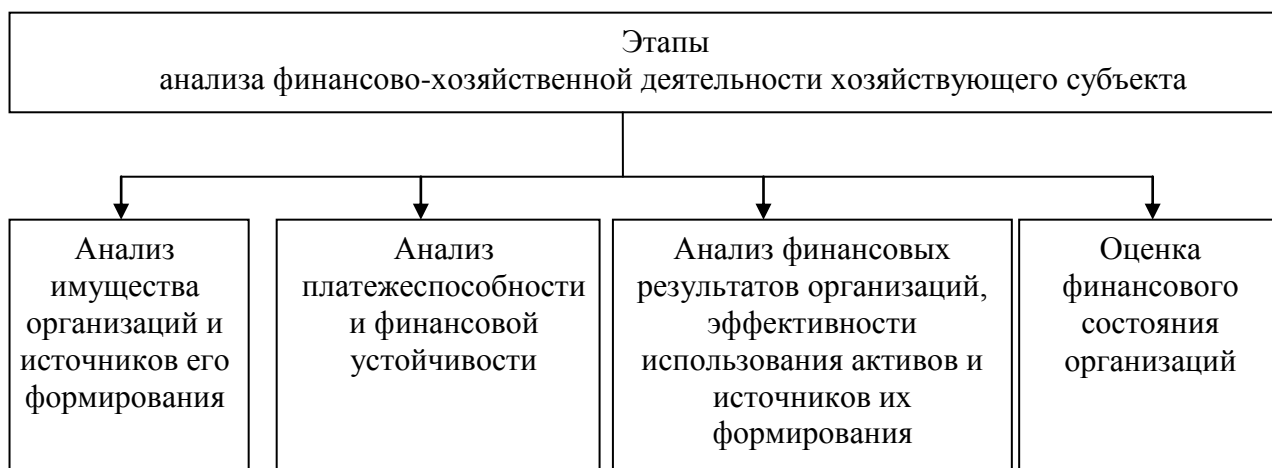 Этапы
анализа финансово-хозяйственной деятельности хозяйствующего субъекта
Анализ
имущества
организаций и
источников его
формирования
Анализ
платежеспособности
и финансовой
устойчивости
Анализ финансовых
результатов организаций,
эффективности
использования активов и
источников их
формирования
Оценка
финансового
состояния
организаций